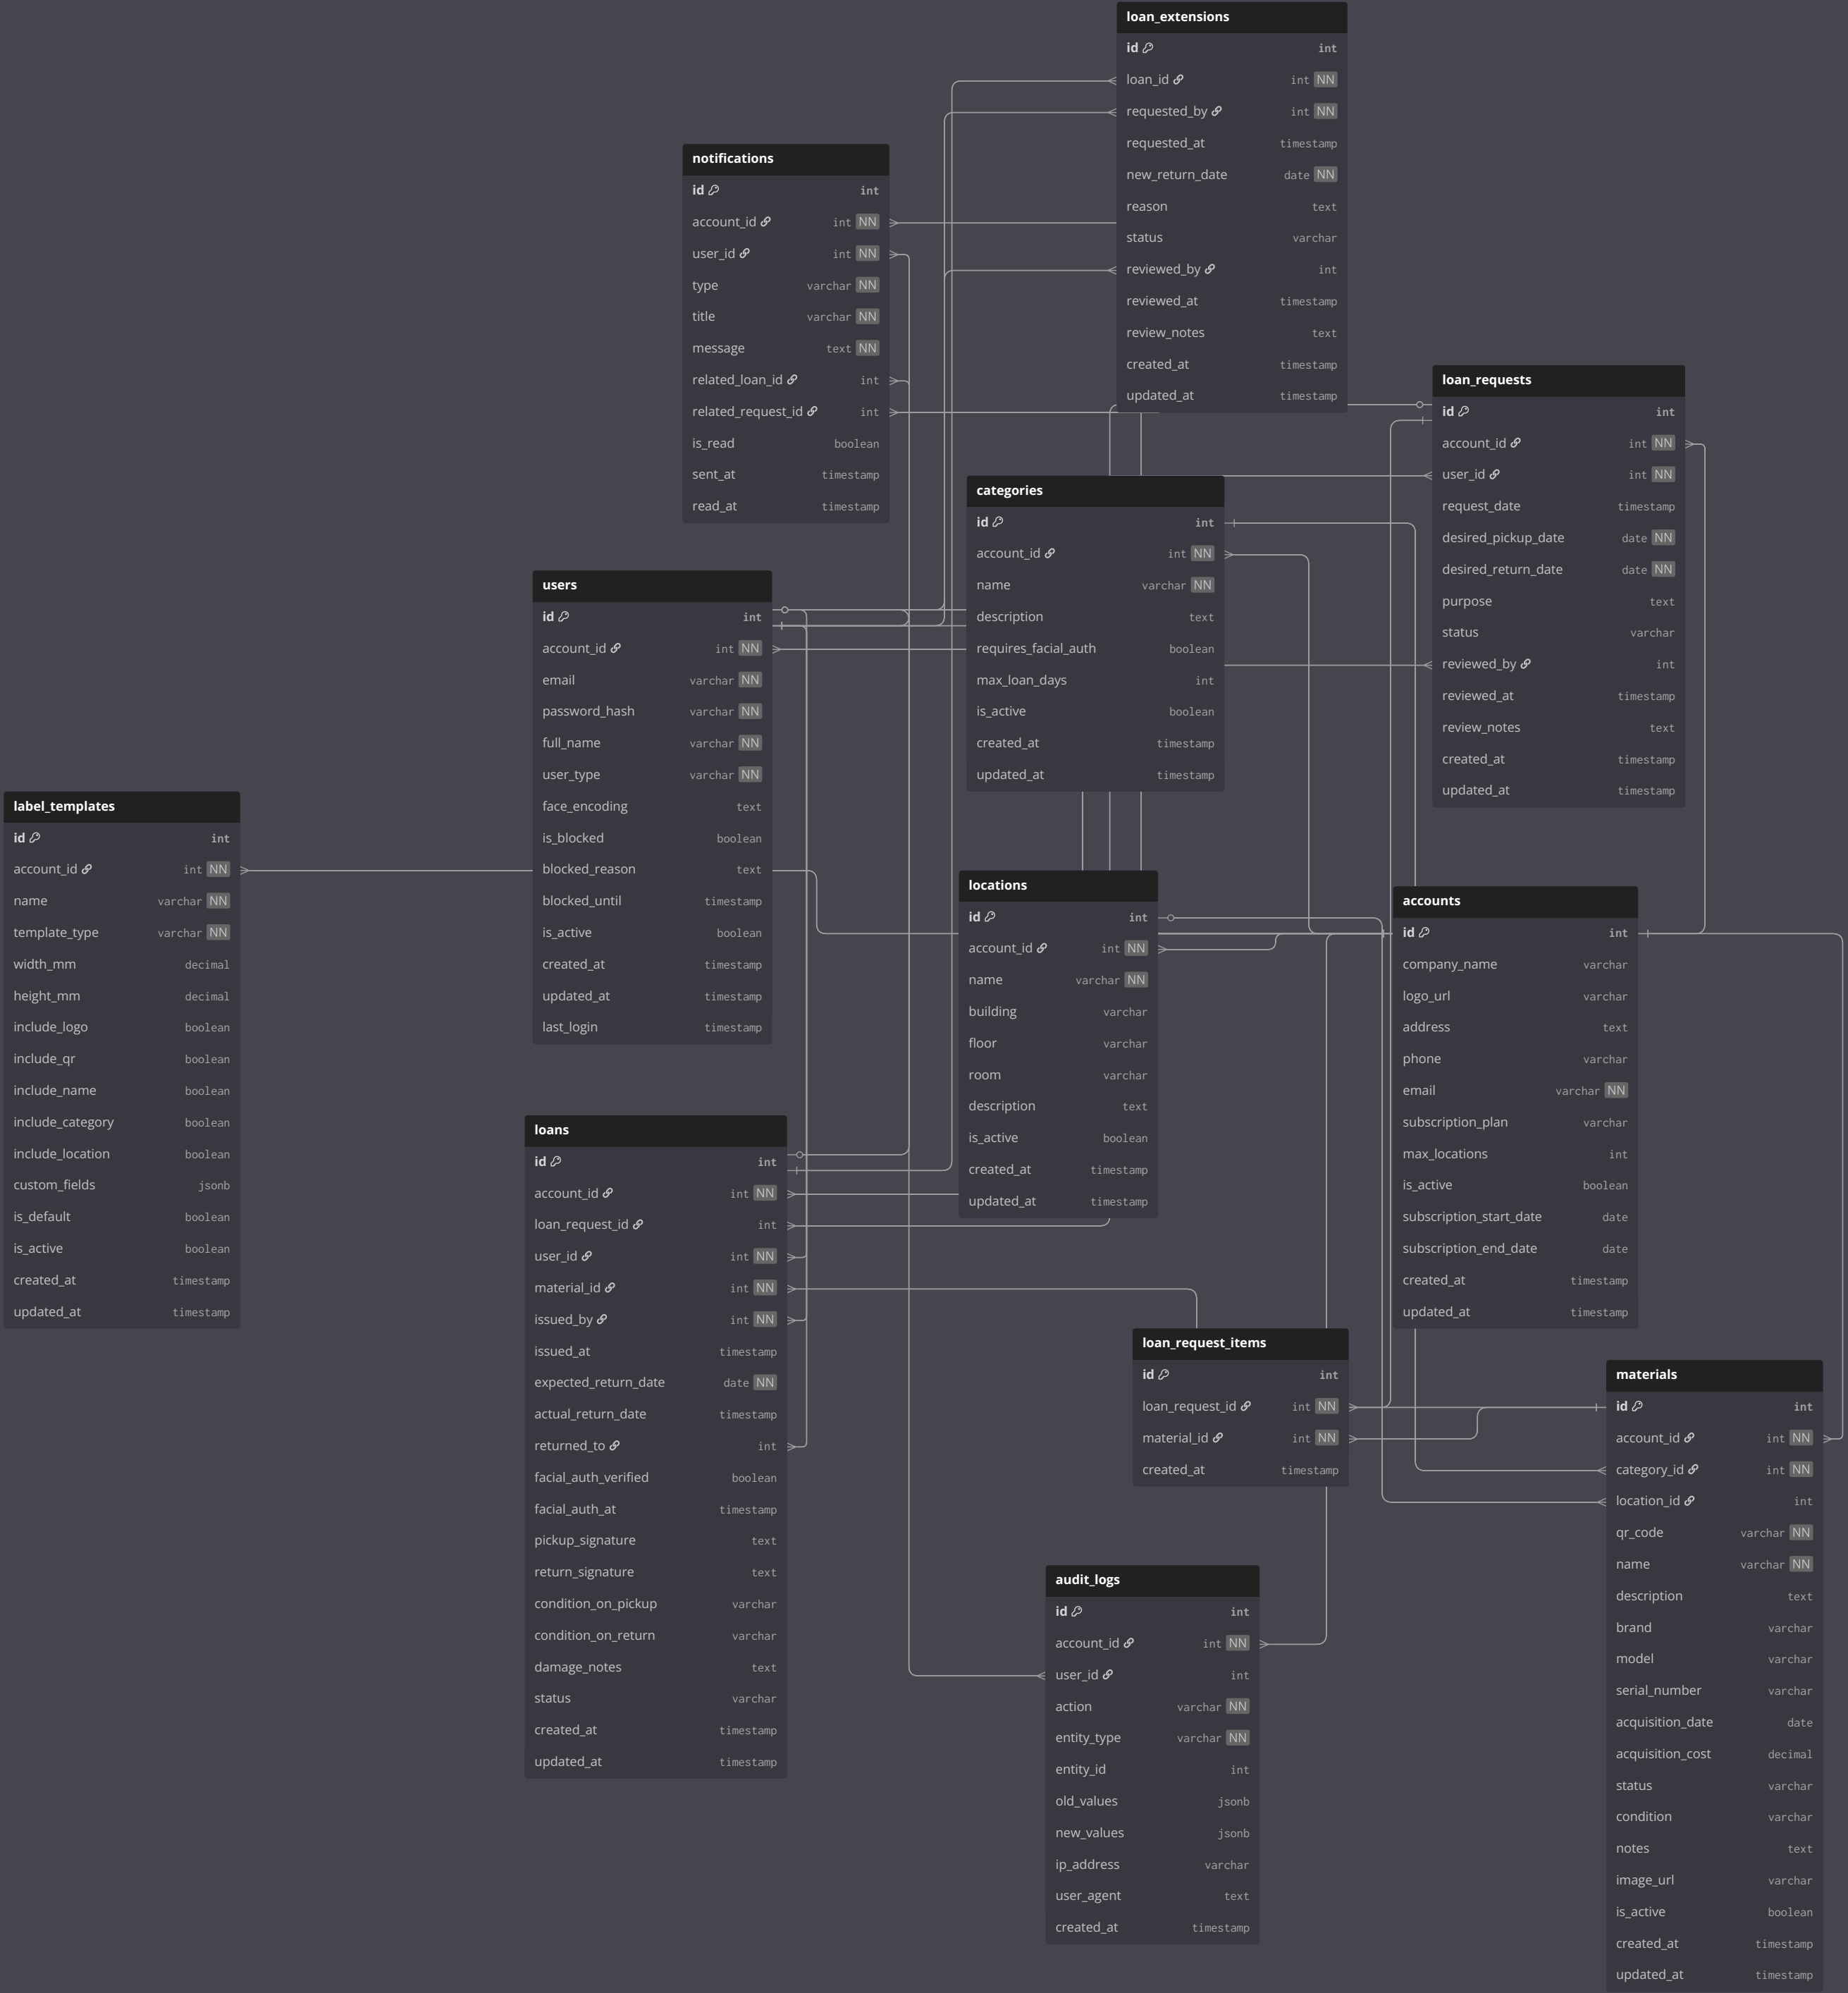 loan_extensions
id int
loan_id int NN
requested_by int NN
requested_at timestamp
new_return_date date NN
reason text
status varchar
reviewed_by int
reviewed_at timestamp
review_notes text
created_at timestamp
updated_at timestamp
notifications
id int
account_id int NN
user_id int NN
type varchar NN
title varchar NN
message text NN
related_loan_id int
related_request_id int
is_read boolean
sent_at timestamp
read_at timestamp
loan_requests
id int
account_id int NN
user_id int NN
request_date timestamp
desired_pickup_date date NN
desired_return_date date NN
purpose text
status varchar
reviewed_by int
reviewed_at timestamp
review_notes text
created_at timestamp
updated_at timestamp
categories
id int
account_id int NN
name varchar NN
description text
requires_facial_auth boolean
max_loan_days int
is_active boolean
created_at timestamp
updated_at timestamp
users
id int
account_id int NN
email varchar NN
password_hash varchar NN
full_name varchar NN
user_type varchar NN
face_encoding text
is_blocked boolean
blocked_reason text
blocked_until timestamp
is_active boolean
created_at timestamp
updated_at timestamp
last_login timestamp
label_templates
id int
account_id int NN
name varchar NN
template_type varchar NN
width_mm decimal
height_mm decimal
include_logo boolean
include_qr boolean
include_name boolean
include_category boolean
include_location boolean
custom_fields jsonb
is_default boolean
is_active boolean
created_at timestamp
updated_at timestamp
locations
id int
account_id int NN
name varchar NN
building varchar
floor varchar
room varchar
description text
is_active boolean
created_at timestamp
updated_at timestamp
accounts
id int
company_name varchar
logo_url varchar
address text
phone varchar
email varchar NN
subscription_plan varchar
max_locations int
is_active boolean
subscription_start_date date
subscription_end_date date
created_at timestamp
updated_at timestamp
loans
id int
account_id int NN
loan_request_id int
user_id int NN
material_id int NN
issued_by int NN
issued_at timestamp
expected_return_date date NN
actual_return_date timestamp
returned_to int
facial_auth_verified boolean
facial_auth_at timestamp
pickup_signature text
return_signature text
condition_on_pickup varchar
condition_on_return varchar
damage_notes text
status varchar
created_at timestamp
updated_at timestamp
loan_request_items
id int
loan_request_id int NN
material_id int NN
created_at timestamp
materials
id int
account_id int NN
category_id int NN
location_id int
qr_code varchar NN
name varchar NN
description text
brand varchar
model varchar
serial_number varchar
acquisition_date date
acquisition_cost decimal
status varchar
condition varchar
notes text
image_url varchar
is_active boolean
created_at timestamp
updated_at timestamp
audit_logs
id int
account_id int NN
user_id int
action varchar NN
entity_type varchar NN
entity_id int
old_values jsonb
new_values jsonb
ip_address varchar
user_agent text
created_at timestamp